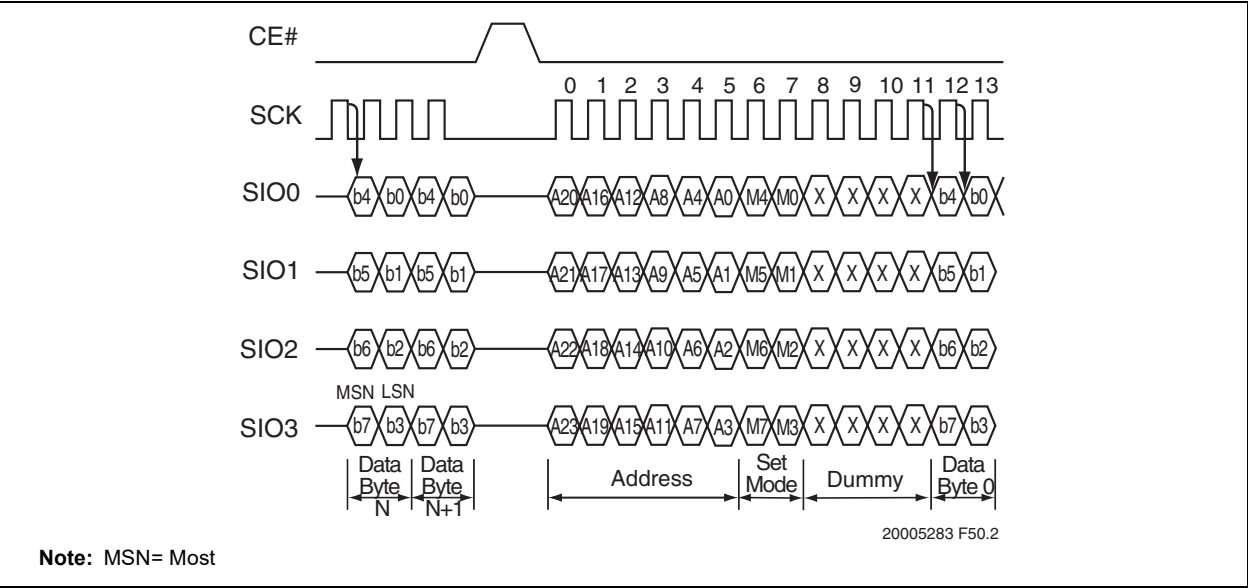 CE#
0 1 2 3 4 5 6 7 8 9 10 11 12 13
SCK
SIO0 b4 b0 b4 b0 A20 A16 A12 A8 A4 A0 M4 M0 X X X X b4 b0
SIO1 b5 b1 b5 b1 A21 A17 A13 A9 A5 A1 M5 M1 X X X X b5 b1
SIO2 b6 b2 b6 b2 A22 A18 A14 A10 A6 A2 M6 M2 X X X X b6 b2
MSN LSN
SIO3 b7 b3 b7 b3 A23 A19 A15 A11 A7 A3 M7 M3 X X X X b7 b3
Data Byte N
Data Byte N+1
Address
Set Mode
Dummy
Data Byte 0
20005283 F50.2
Note: MSN= Most